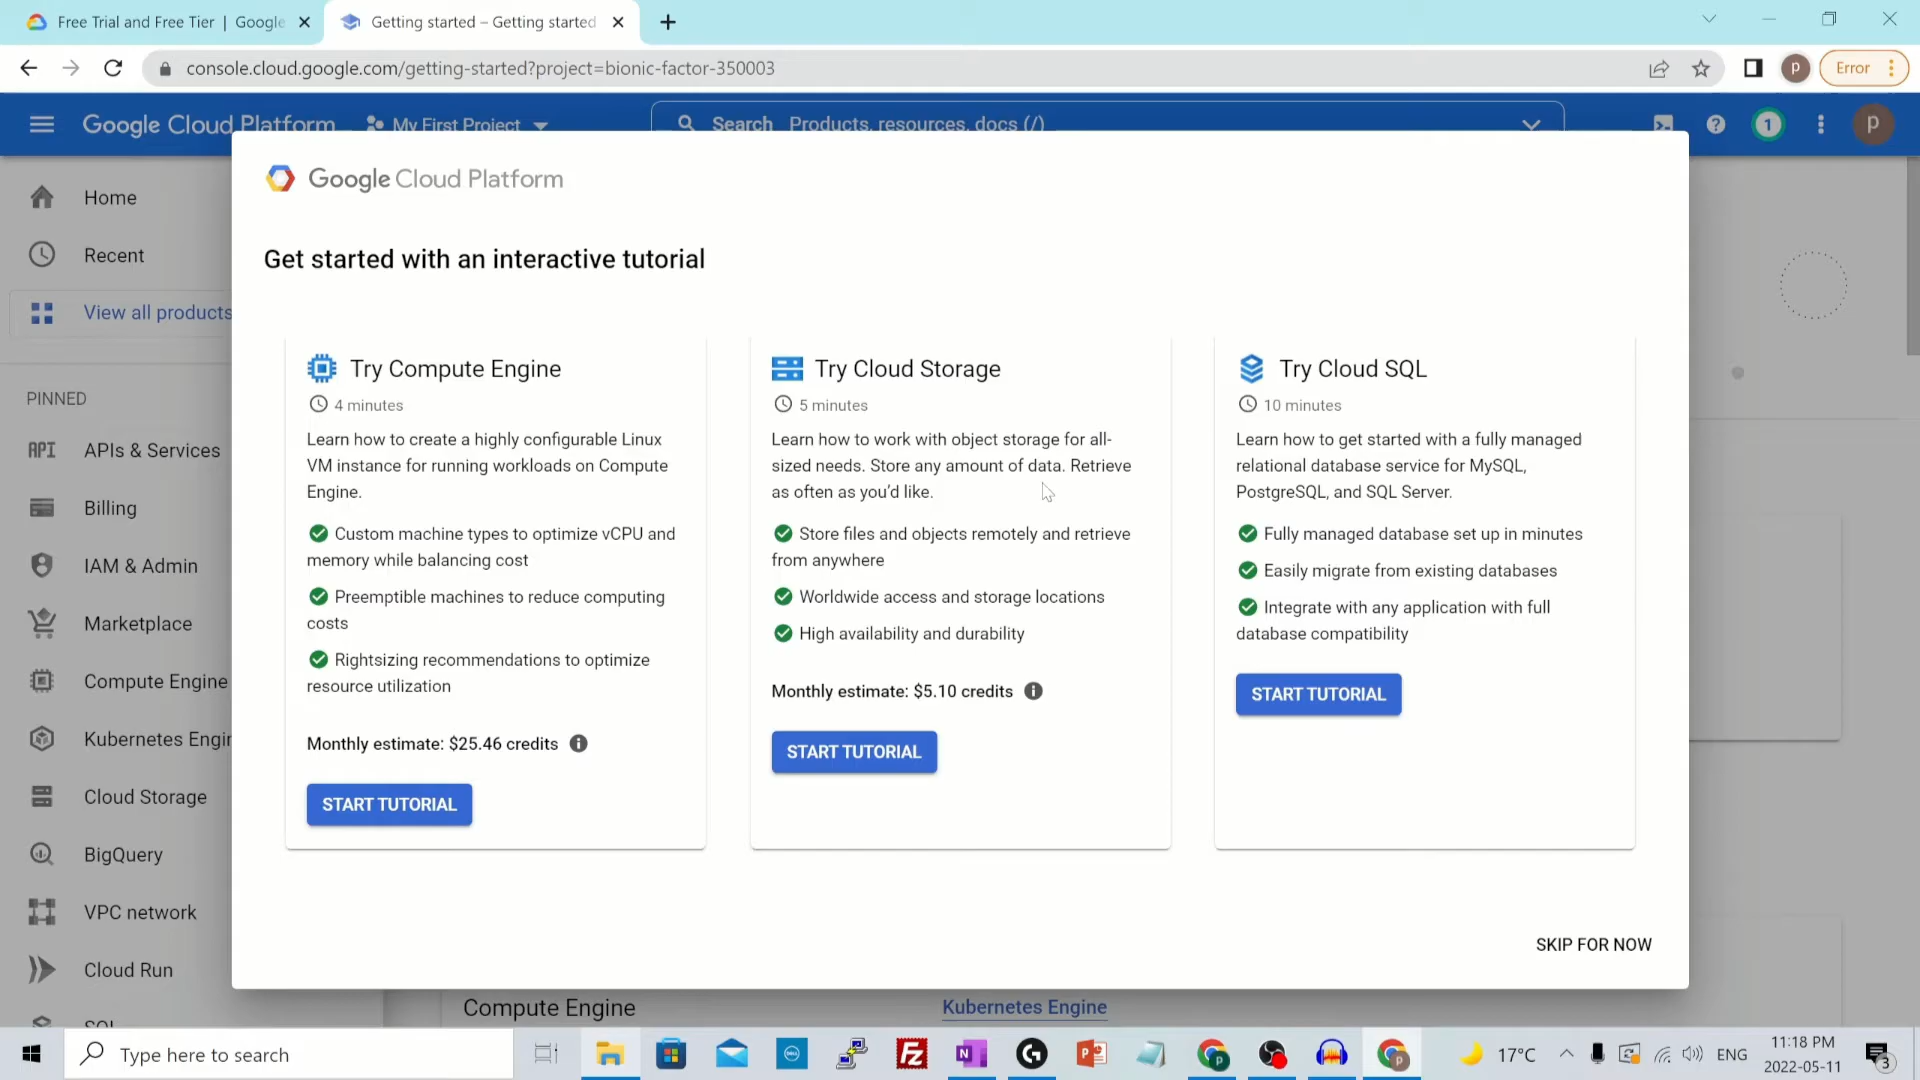 Free Trial and Free Tier | Google
Getting started – Getting started
console.cloud.google.com/getting-started?project=bionic-factor-350003
P
Error
Google Cloud Platform
My First Project
Search Products, resources, docs (/)
1
P
Home
Recent
View all products
PINNED
API APIs & Services
Billing
IAM & Admin
Marketplace
Compute Engine
Kubernetes Engin
Cloud Storage
BigQuery
VPC network
Cloud Run
SQL
Google Cloud Platform
Get started with an interactive tutorial
Try Compute Engine
4 minutes
Learn how to create a highly configurable Linux
VM instance for running workloads on Compute
Engine.
Custom machine types to optimize vCPU and
memory while balancing cost
Preemptible machines to reduce computing
costs
Rightsizing recommendations to optimize
resource utilization
Monthly estimate: $25.46 credits
START TUTORIAL
Try Cloud Storage
5 minutes
Learn how to work with object storage for all-
sized needs. Store any amount of data. Retrieve
as often as you’d like.
Store files and objects remotely and retrieve
from anywhere
Worldwide access and storage locations
High availability and durability
Monthly estimate: $5.10 credits
START TUTORIAL
Try Cloud SQL
10 minutes
Learn how to get started with a fully managed
relational database service for MySQL,
PostgreSQL, and SQL Server.
Fully managed database set up in minutes
Easily migrate from existing databases
Integrate with any application with full
database compatibility
START TUTORIAL
SKIP FOR NOW
Compute Engine
Kubernetes Engine
Type here to search
17°C
ENG
11:18 PM
2022-05-11
3